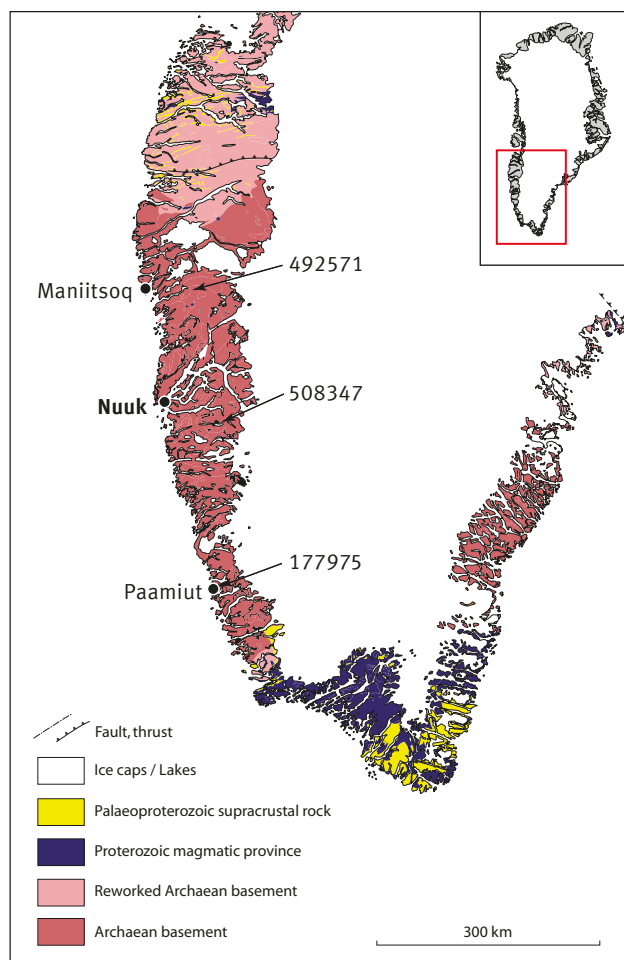 492571
Maniitsoq
Nuuk
508347
177975
Paamiut
Fault, thrust
Ice caps / Lakes
Palaeoproterozoic supracrustal rock
Proterozoic magmatic province
Reworked Archaean basement
Archaean basement
300 km